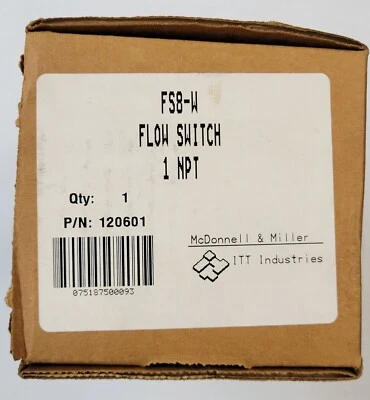 FS8-W
FLOW SWITCH
1 NPT
Qty: 1
P/N: 120601
075187500093
McDonnell & Miller
ITT Industries